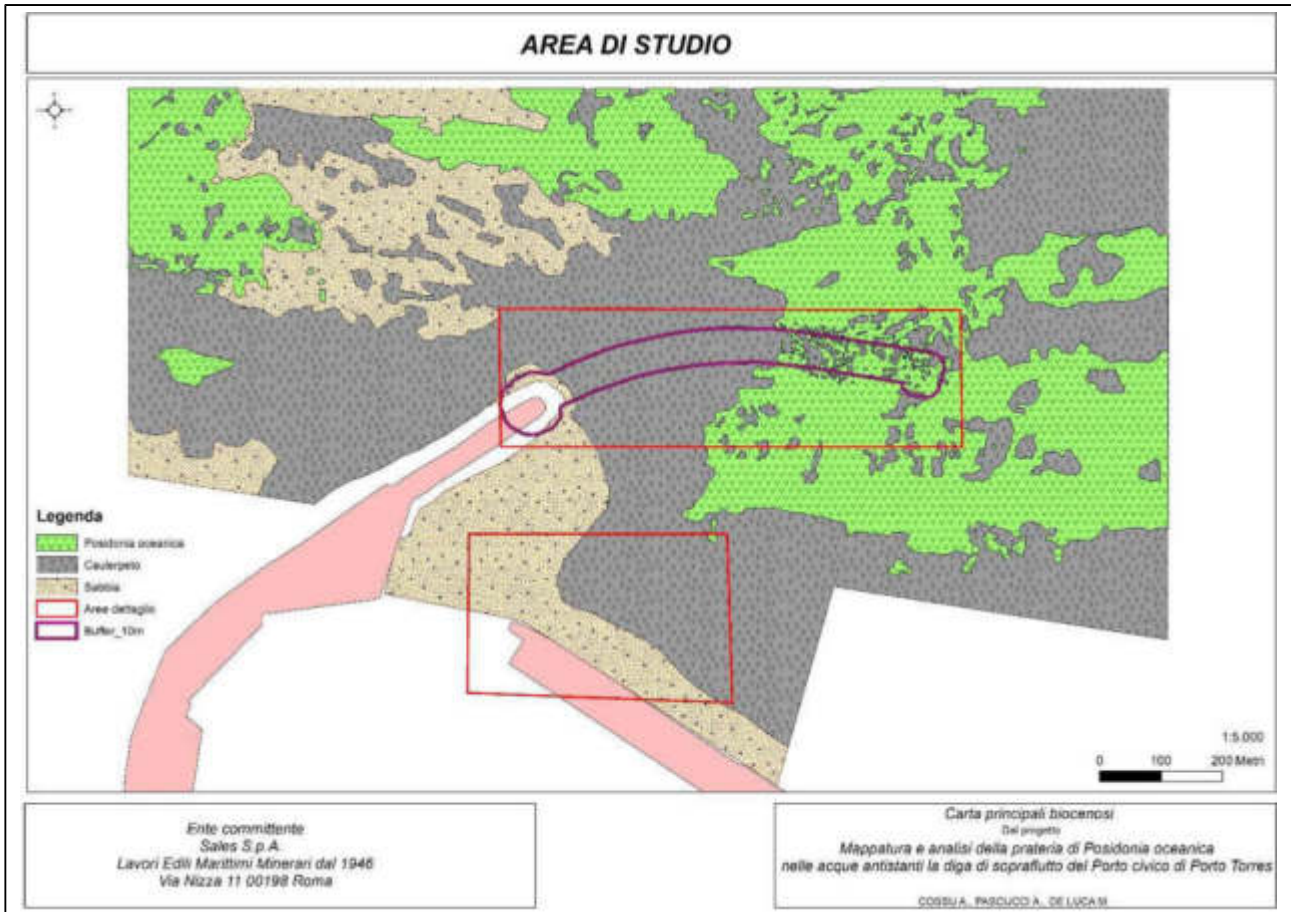 AREA DI STUDIO
Legenda
Posidonia oceanica
Caulerpeto
Sabbia
Aree dettaglio
Buffer_10m
1:5.000
0 100 200 Metri
Ente committente
Sales S.p.A.
Lavori Edili Marittimi Minerari dal 1946
Via Nizza 11 00198 Roma
Carta principali biocenosi
Dal progetto
Mappatura e analisi della prateria di Posidonia oceanica
nelle acque antistanti la diga di sopraflutto del Porto civico di Porto Torres
COSSU A., PASCUCCI A., DE LUCA M.